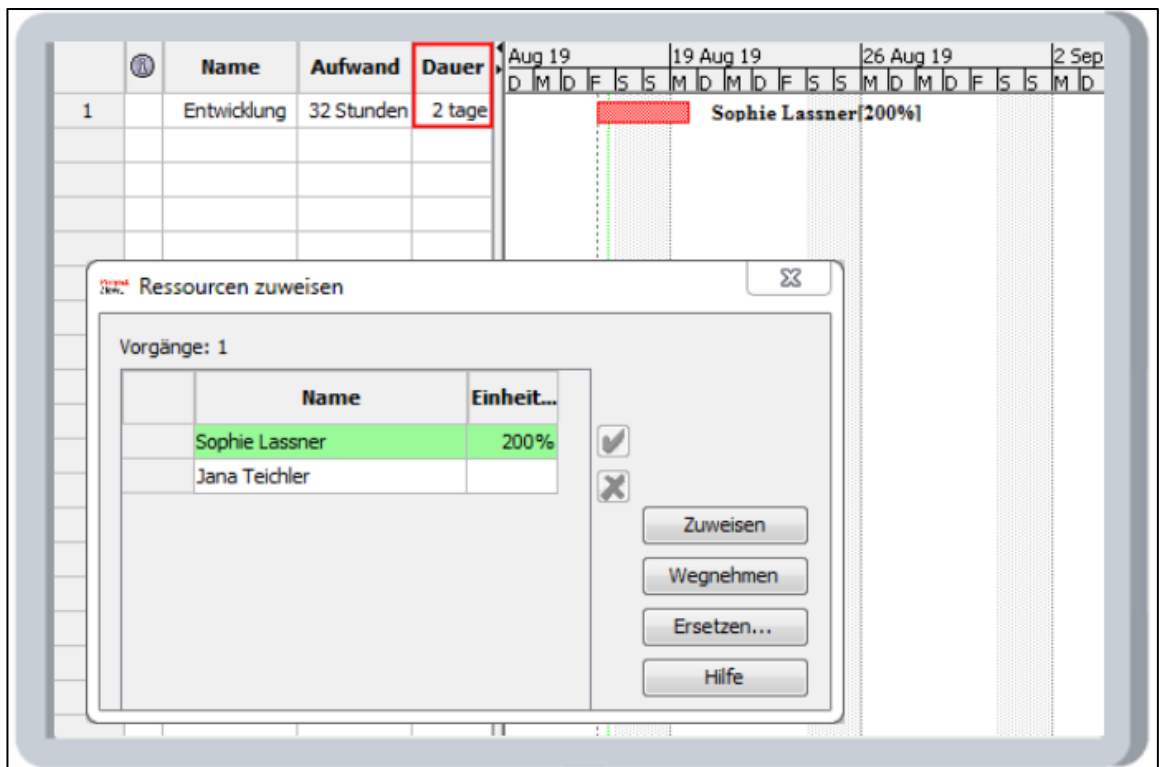 Name Aufwand Dauer Aug 19 19 Aug 19 26 Aug 19 2 Sep
D M D F S S M D M D F S S M D M D F S S M D
1 Entwicklung 32 Stunden 2 tage Sophie Lassner[200%]
Ressourcen zuweisen
Vorgänge: 1
Name Einheit...
Sophie Lassner 200%
Jana Teichler
Zuweisen
Wegnehmen
Ersetzen...
Hilfe